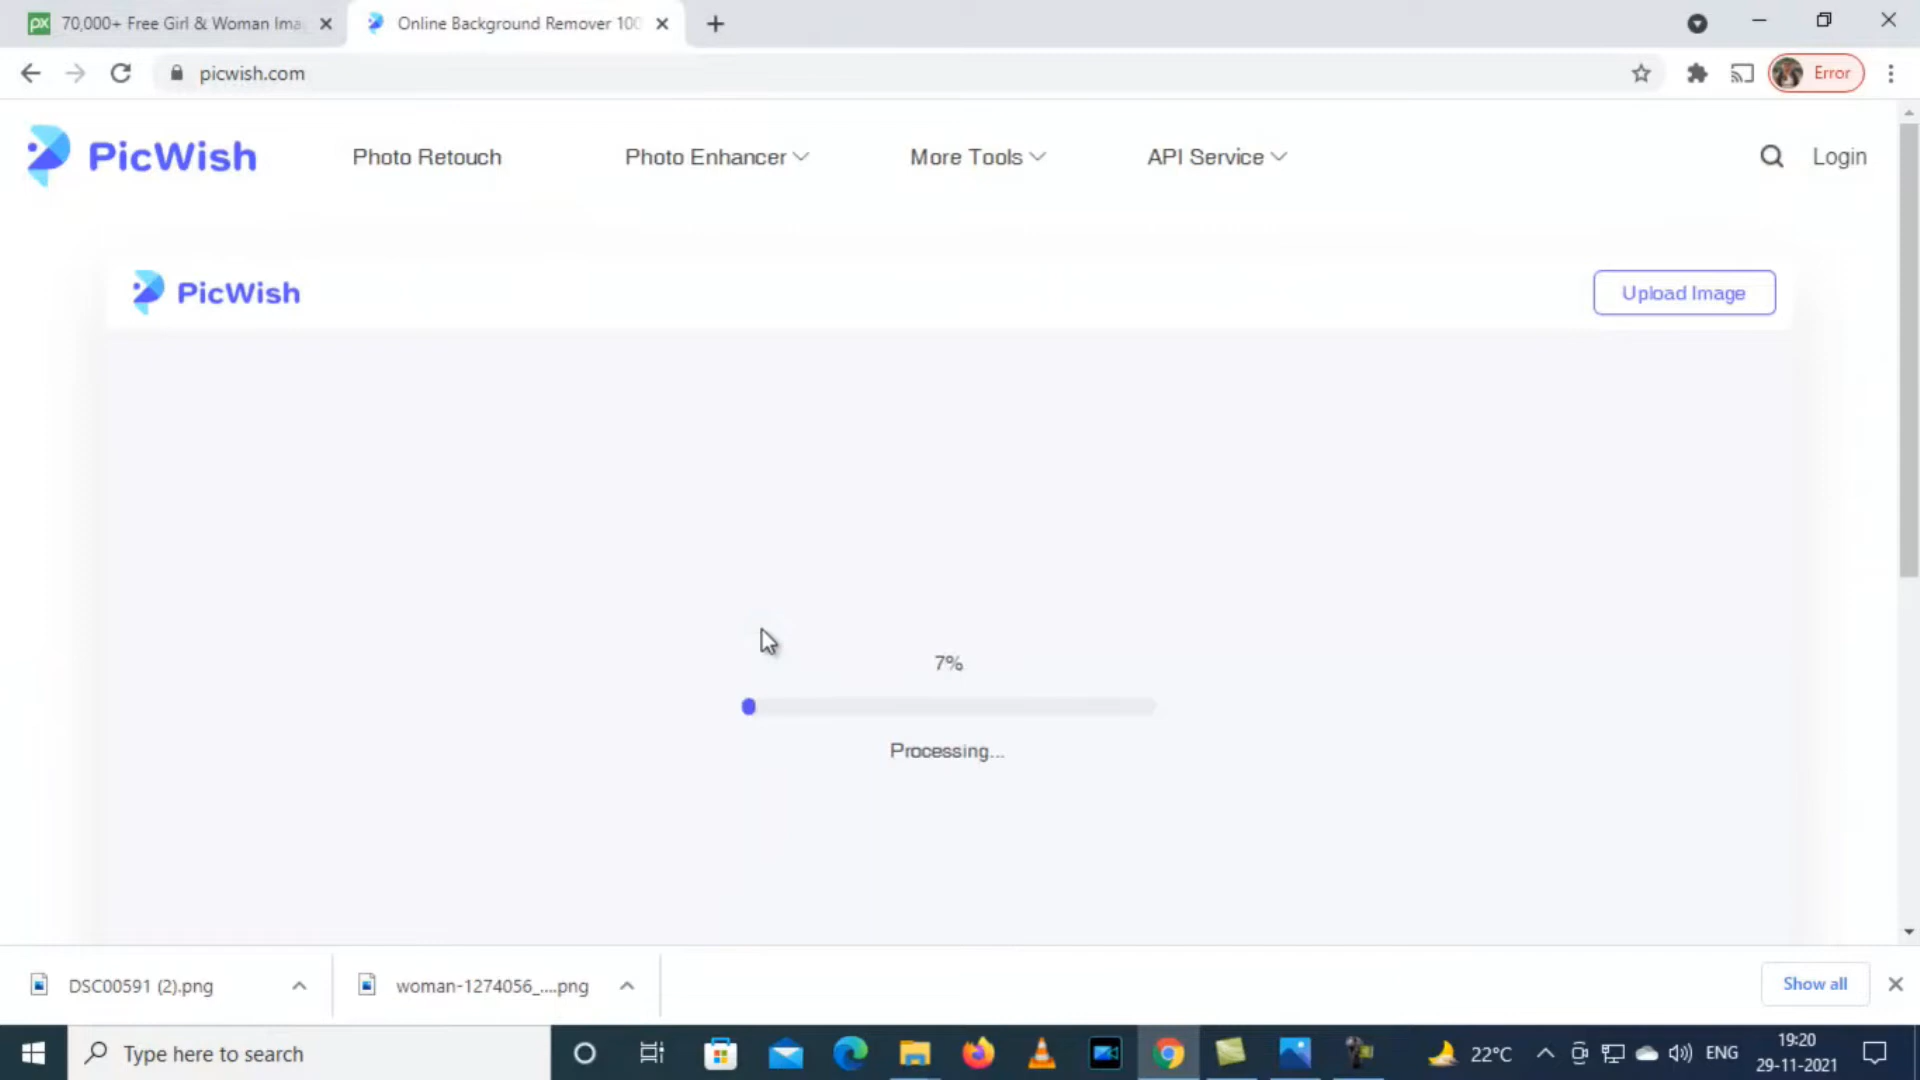 px 70,000+ Free Girl & Woman Ima
Online Background Remover 100
picwish.com
Error
PicWish
Photo Retouch
Photo Enhancer
More Tools
API Service
Login
PicWish
Upload Image
7%
Processing...
DSC00591 (2).png
woman-1274056_....png
Show all
Type here to search
22°C
ENG
19:20
29-11-2021